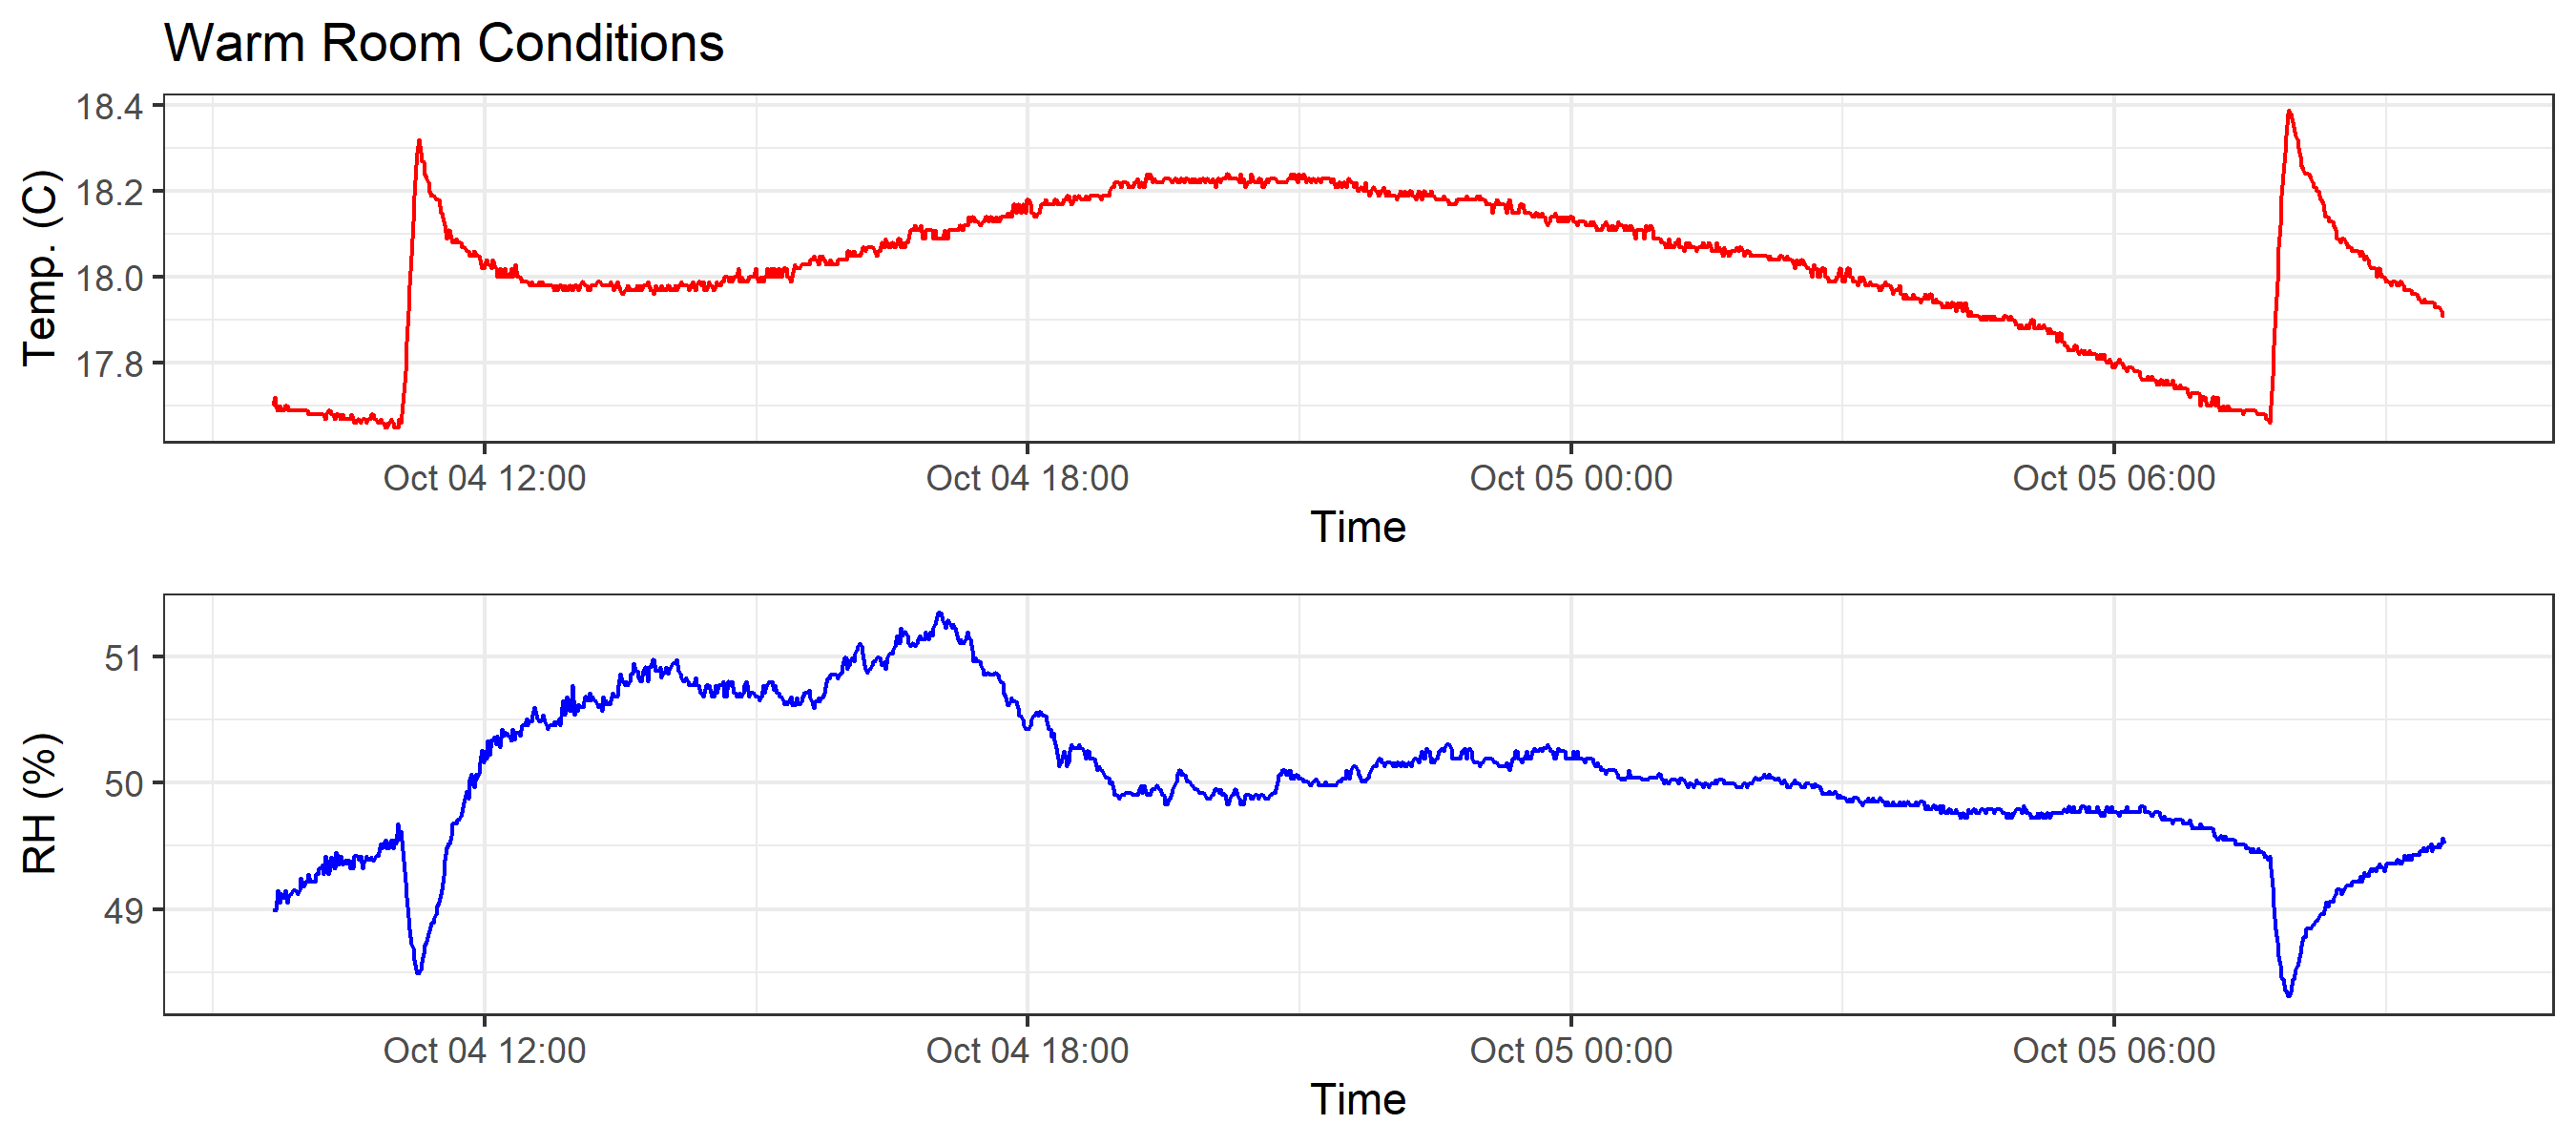 Warm Room Conditions
18.4
18.2
18.0
17.8
Temp. (C)
Oct 04 12:00 Oct 04 18:00 Oct 05 00:00 Oct 05 06:00
Time
51
50
49
RH (%)
Oct 04 12:00 Oct 04 18:00 Oct 05 00:00 Oct 05 06:00
Time